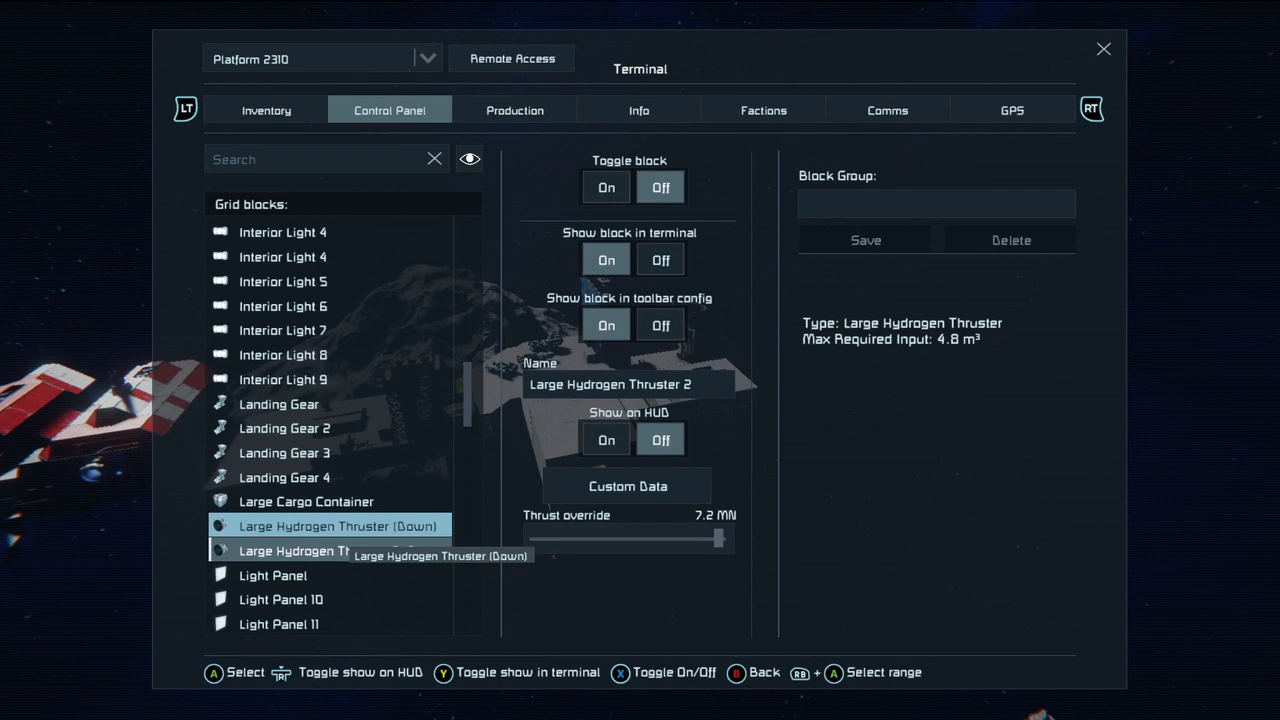 Platform 2310
Remote Access
Terminal
LT
Inventory
Control Panel
Production
Info
Factions
Comms
GPS
RT
Search
Grid blocks:
Interior Light 4
Interior Light 4
Interior Light 5
Interior Light 6
Interior Light 7
Interior Light 8
Interior Light 9
Landing Gear
Landing Gear 2
Landing Gear 3
Landing Gear 4
Large Cargo Container
Large Hydrogen Thruster (Down)
Large Hydrogen Th
Large Hydrogen Thruster (Down)
Light Panel
Light Panel 10
Light Panel 11
Toggle block
On Off
Show block in terminal
On Off
Show block in toolbar config
On Off
Name
Large Hydrogen Thruster 2
Show on HUD
On Off
Custom Data
Thrust override 7.2 MN
Block Group:
Save Delete
Type: Large Hydrogen Thruster
Max Required Input: 4.8 m³
A Select Toggle show on HUD Y Toggle show in terminal X Toggle On/Off B Back RB + A Select range